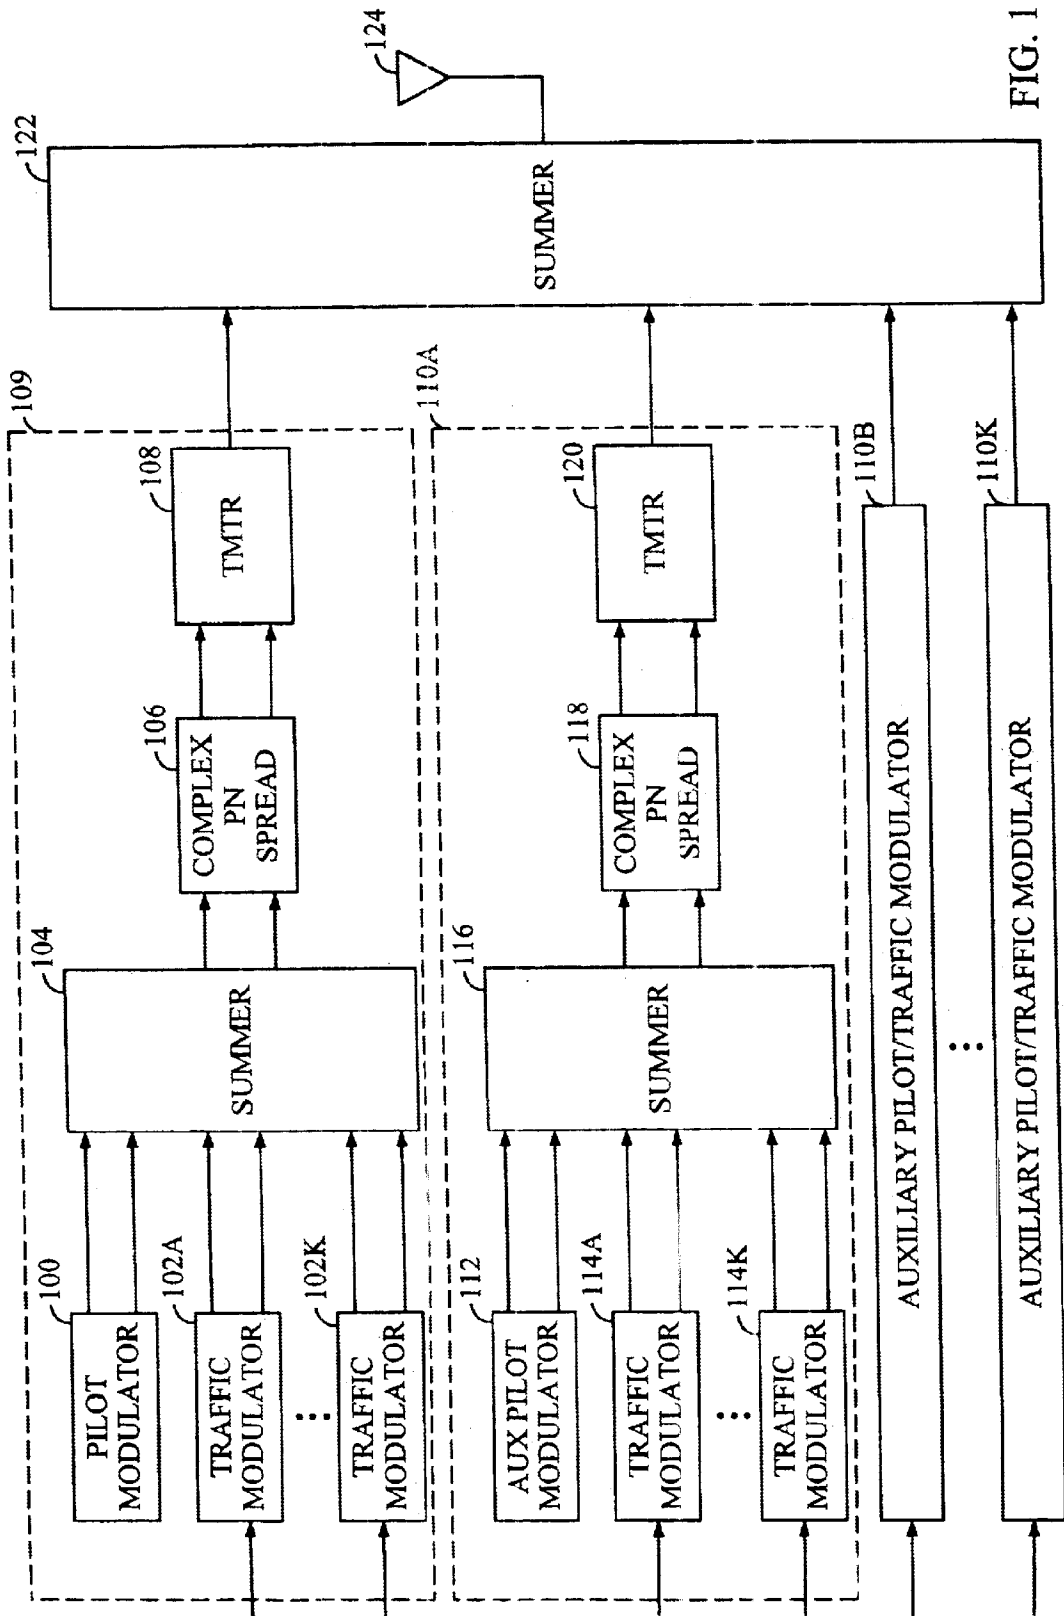 109
100
PILOT
MODULATOR
102A
TRAFFIC
MODULATOR
...
102K
TRAFFIC
MODULATOR
104
SUMMER
106
COMPLEX
PN
SPREAD
108
TMTR
110A
112
AUX PILOT
MODULATOR
114A
TRAFFIC
MODULATOR
...
114K
TRAFFIC
MODULATOR
116
SUMMER
118
COMPLEX
PN
SPREAD
120
TMTR
110B
AUXILIARY PILOT/TRAFFIC MODULATOR
...
110K
AUXILIARY PILOT/TRAFFIC MODULATOR
122
SUMMER
124
FIG. 1